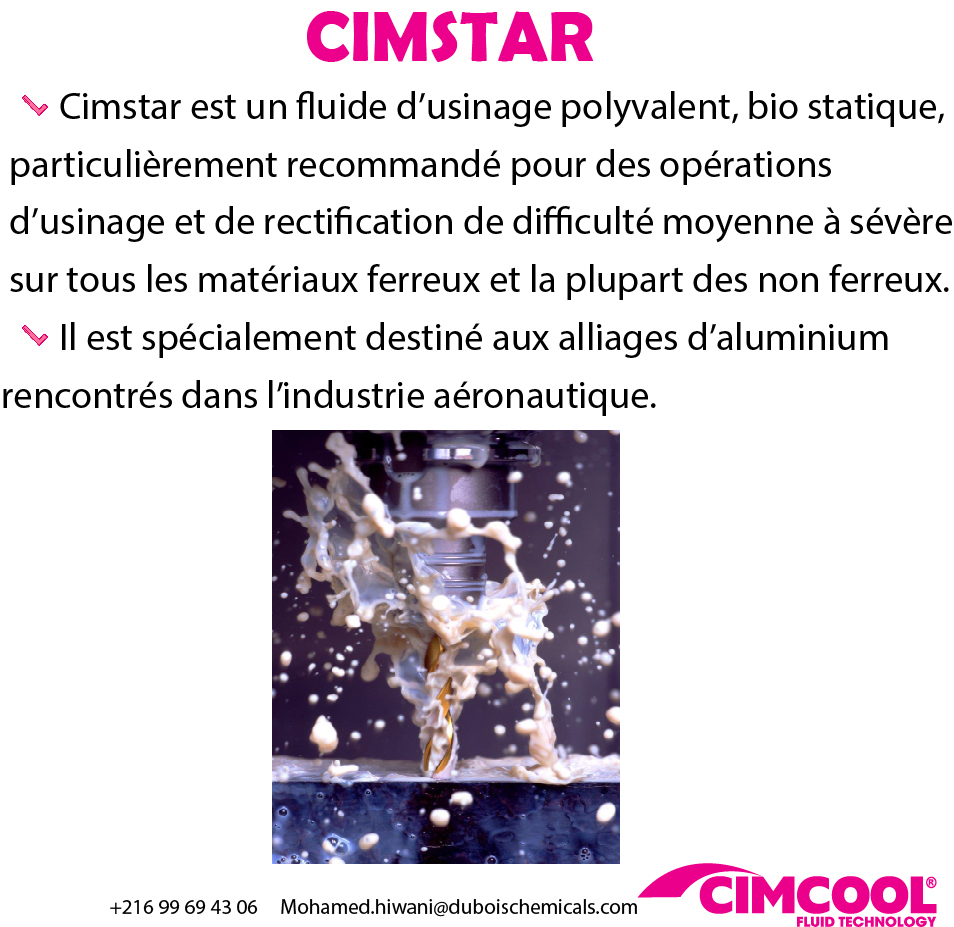 CIMSTAR
Cimstar est un fluide d’usinage polyvalent, bio statique,
particulièrement recommandé pour des opérations
d’usinage et de rectification de difficulté moyenne à sévère
sur tous les matériaux ferreux et la plupart des non ferreux.
Il est spécialement destiné aux alliages d’aluminium
rencontrés dans l’industrie aéronautique.
+216 99 69 43 06 Mohamed.hiwani@duboischemicals.com
CIMCOOL®
FLUID TECHNOLOGY